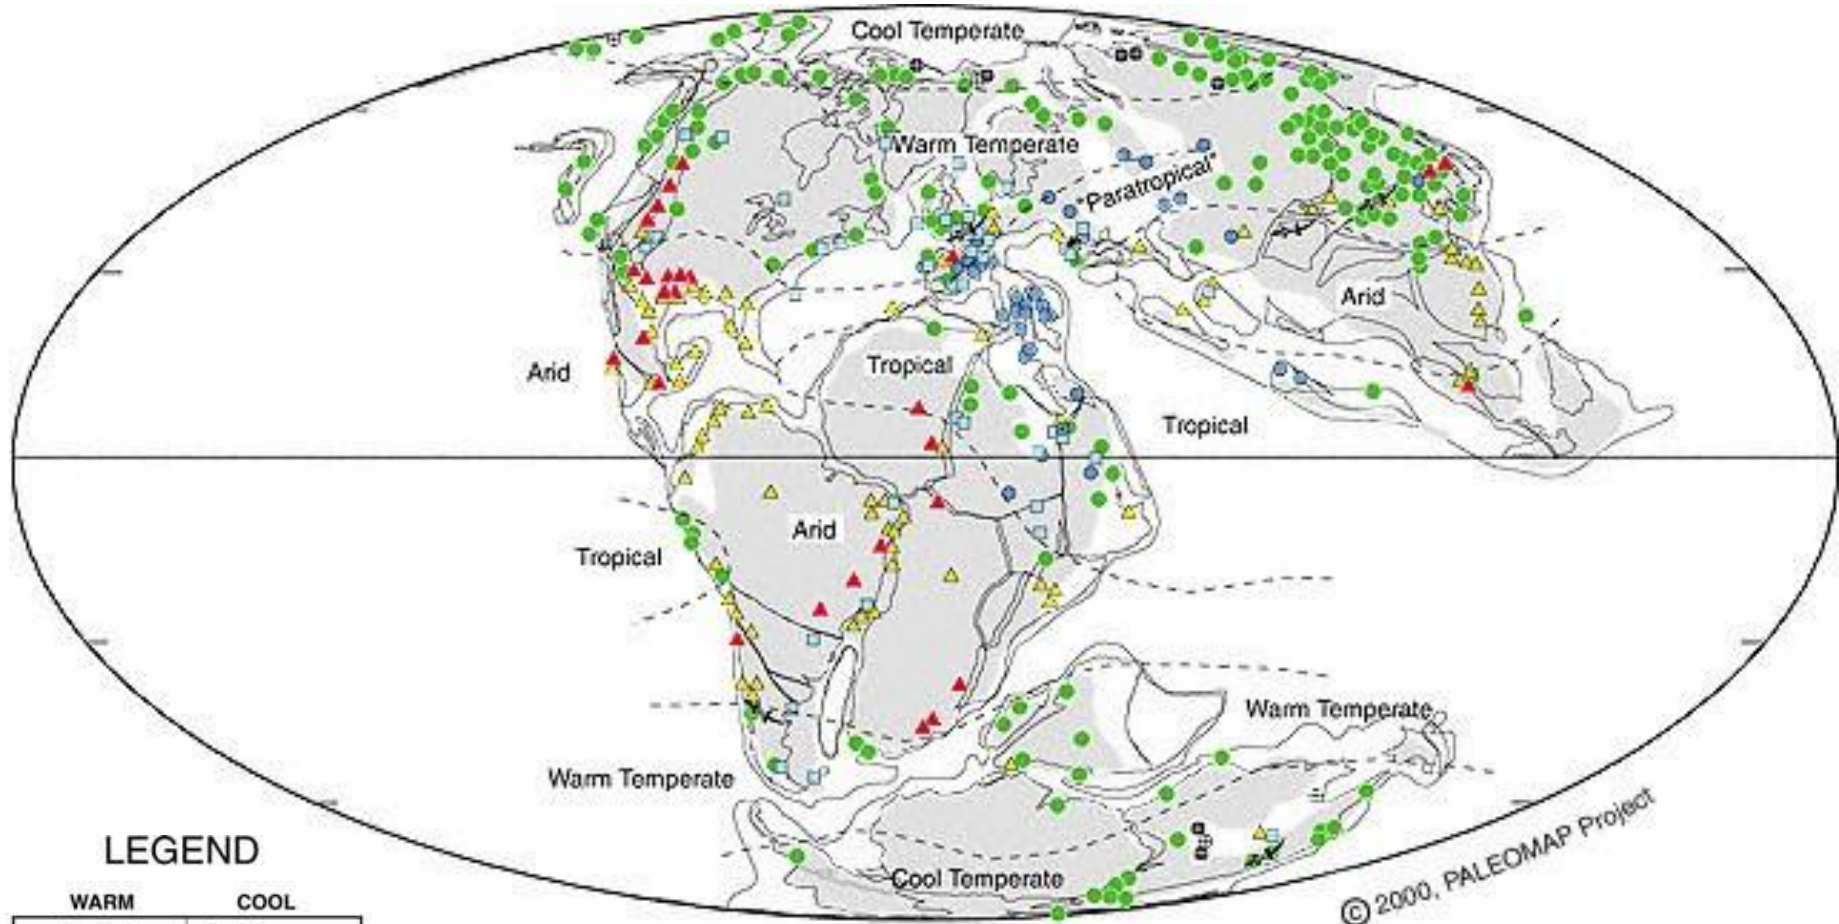 Cool Temperate
Warm Temperate
"Paratropical"
Arid
Tropical
Arid
Tropical
Arid
Tropical
Warm Temperate
Warm Temperate
Cool Temperate
© 2000, PALEOMAP Project
LEGEND
WARM COOL